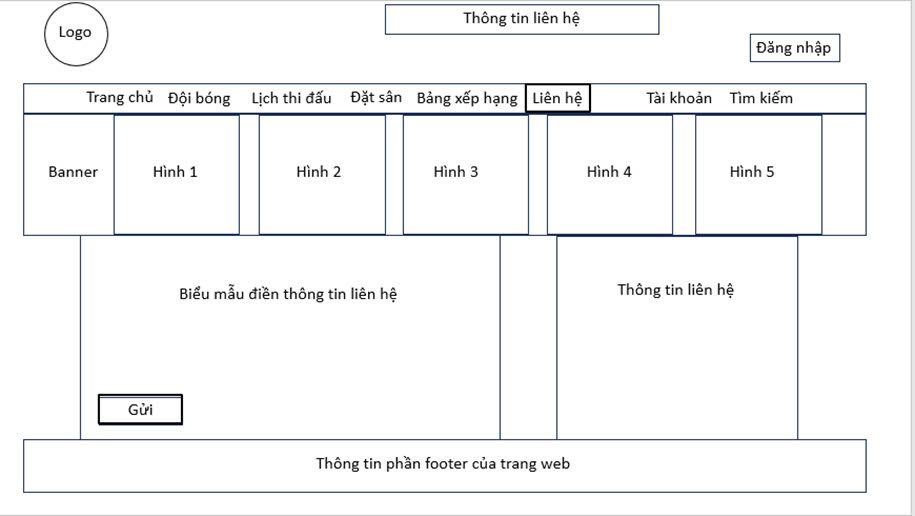 Logo
Thông tin liên hệ
Đăng nhập
Trang chủ Đội bóng Lịch thi đấu Đặt sân Bảng xếp hạng Liên hệ Tài khoản Tìm kiếm
Banner Hình 1 Hình 2 Hình 3 Hình 4 Hình 5
Biểu mẫu điền thông tin liên hệ
Thông tin liên hệ
Gửi
Thông tin phần footer của trang web